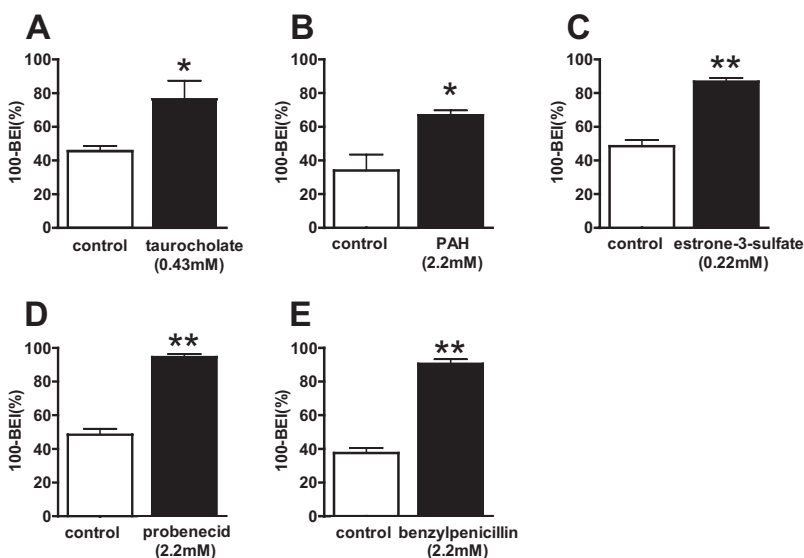 A
100-BEI(%)
100
80
60
40
20
0
*
control
taurocholate
(0.43mM)
B
100-BEI(%)
100
80
60
40
20
0
*
control
PAH
(2.2mM)
C
100-BEI(%)
100
80
60
40
20
0
**
control
estrone-3-sulfate
(0.22mM)
D
100-BEI(%)
100
80
60
40
20
0
**
control
probenecid
(2.2mM)
E
100-BEI(%)
100
80
60
40
20
0
**
control
benzylpenicillin
(2.2mM)